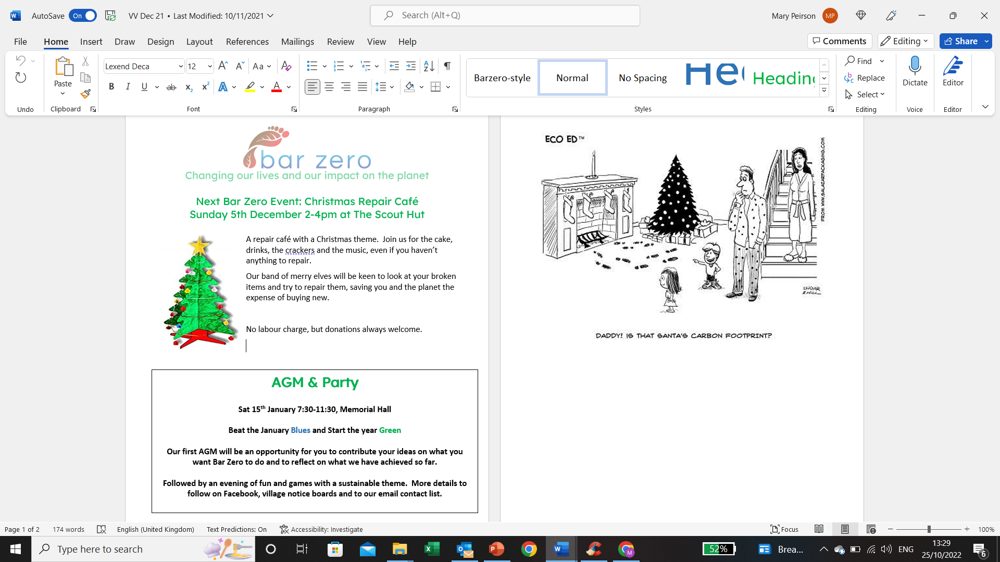 AutoSave On VV Dec 21 • Last Modified: 10/11/2021 Search (Alt+Q) Mary Peirson MP
File Home Insert Draw Design Layout References Mailings Review View Help Comments Editing Share
Lexend Deca 12 Aa
Paste
B I U ab x2 x2 A A
Barzero-style Normal No Spacing Heading
Find
Replace
Select
Dictate Editor
Undo Clipboard Font Paragraph Styles Editing Voice Editor
bar zero
Changing our lives and our impact on the planet
Next Bar Zero Event: Christmas Repair Café
Sunday 5th December 2-4pm at The Scout Hut
A repair café with a Christmas theme.  Join us for the cake,
drinks, the crackers and the music, even if you haven’t
anything to repair.
Our band of merry elves will be keen to look at your broken
items and try to repair them, saving you and the planet the
expense of buying new.
No labour charge, but donations always welcome.
AGM & Party
Sat 15th January 7:30-11:30, Memorial Hall
Beat the January Blues and Start the year Green
Our first AGM will be an opportunity for you to contribute your ideas on what you
want Bar Zero to do and to reflect on what we have achieved so far.
Followed by an evening of fun and games with a sustainable theme.  More details to
follow on Facebook, village notice boards and to our email contact list.
ECO ED™
FROM WWW.SALAZARPACKAGING.COM
DADDY! IS THAT SANTA'S CARBON FOOTPRINT?
Page 1 of 2 174 words English (United Kingdom) Text Predictions: On Accessibility: Investigate Focus 100%
Type here to search 52% Brea... ENG 13:29
25/10/2022 6